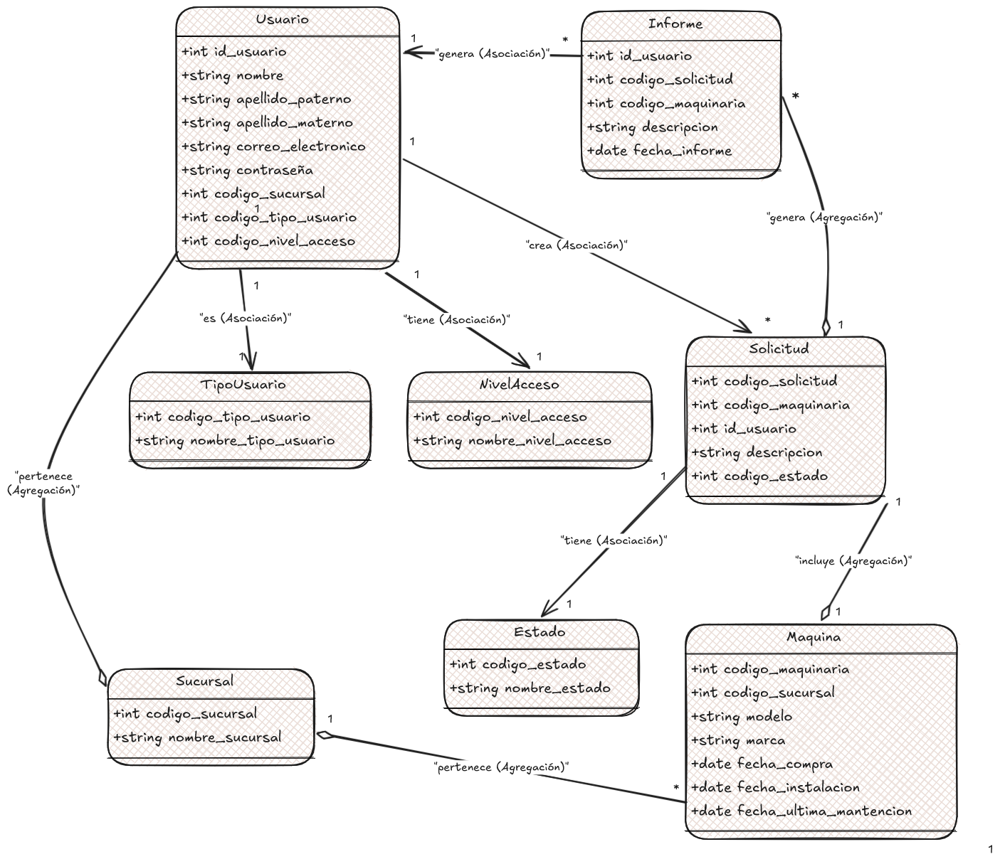 Usuario
+int id_usuario
+string nombre
+string apellido_paterno
+string apellido_materno
+string correo_electronico
+string contraseña
+int codigo_sucursal
1
+int codigo_tipo_usuario
+int codigo_nivel_acceso
1
"genera (Asociación)"
*
Informe
+int id_usuario
+int codigo_solicitud
+int codigo_maquinaria
+string descripcion
+date fecha_informe
*
"genera (Agregación)"
1
1
"crea (Asociación)"
*
1
"es (Asociación)"
1
1
"tiene (Asociación)"
1
TipoUsuario
+int codigo_tipo_usuario
+string nombre_tipo_usuario
NivelAcceso
+int codigo_nivel_acceso
+string nombre_nivel_acceso
Solicitud
+int codigo_solicitud
+int codigo_maquinaria
+int id_usuario
+string descripcion
+int codigo_estado
"pertenece
(Agregación)"
1
"tiene (Asociación)"
1
1
"incluye (Agregación)"
1
Estado
+int codigo_estado
+string nombre_estado
Maquina
+int codigo_maquinaria
+int codigo_sucursal
+string modelo
+string marca
+date fecha_compra
+date fecha_instalacion
+date fecha_ultima_mantencion
Sucursal
+int codigo_sucursal
+string nombre_sucursal
1
"pertenece (Agregación)"
*
1